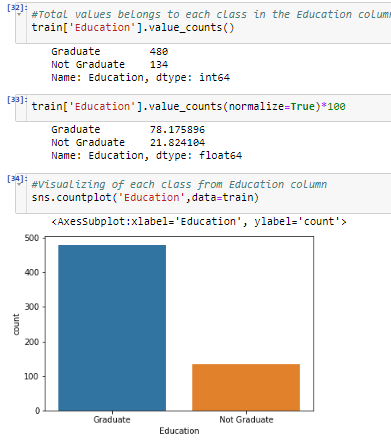 [32]:
#Total values belongs to each class in the Education colum
train['Education'].value_counts()
Graduate 480
Not Graduate 134
Name: Education, dtype: int64
[33]:
train['Education'].value_counts(normalize=True)*100
Graduate 78.175896
Not Graduate 21.824104
Name: Education, dtype: float64
[34]:
#Visualizing of each class from Education column
sns.countplot('Education',data=train)
<AxesSubplot:xlabel='Education', ylabel='count'>
500
400
300
200
100
0
count
Graduate Not Graduate
Education